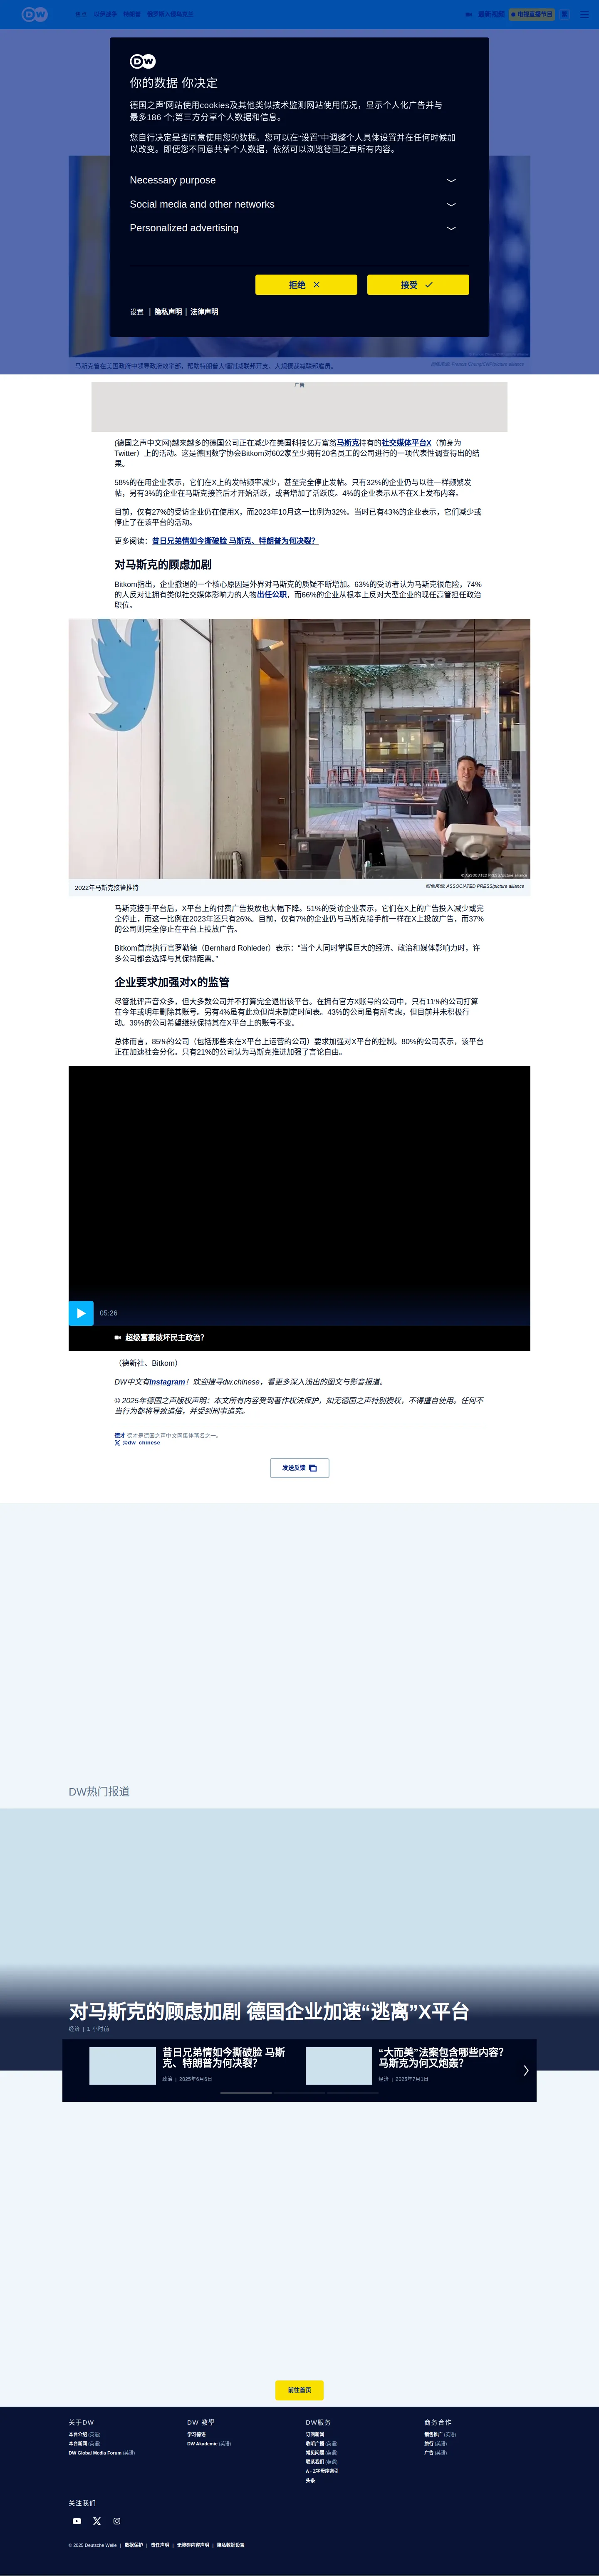 DW
最新视频
电视直播节目
DW
你的数据 你决定
德国之声'网站使用cookies及其他类似技术监测网站使用情况，显示个人化广告并与
最多186 个;第三方分享个人数据和信息。
您自行决定是否同意使用您的数据。您可以在“设置”中调整个人具体设置并在任何时候加
以改变。即便您不同意共享个人数据，依然可以浏览德国之声所有内容。
Necessary purpose
Social media and other networks
Personalized advertising
拒绝
接受
设置 | 隐私声明 | 法律声明
马斯克曾在美国政府中领导政府效率部，帮助特朗普大幅削减联邦开支、大规模裁减联邦雇员。
广告
(德国之声中文网)越来越多的德国公司正在减少在美国科技亿万富翁马斯克持有的社交媒体平台X（前身为
Twitter）上的活动。这是德国数字协会Bitkom对602家至少拥有20名员工的公司进行的一项代表性调查得出的结
果。
58%的在用企业表示，它们在X上的发帖频率减少，甚至完全停止发帖。只有32%的企业仍与以往一样频繁发
帖，另有3%的企业在马斯克接管后才开始活跃，或者增加了活跃度。4%的企业表示从不在X上发布内容。
目前，仅有27%的受访企业仍在使用X，而2023年10月这一比例为32%。当时已有43%的企业表示，它们减少或
停止了在该平台的活动。
更多阅读：昔日兄弟情如今撕破脸 马斯克、特朗普为何决裂？
对马斯克的顾虑加剧
Bitkom指出，企业撤退的一个核心原因是外界对马斯克的质疑不断增加。63%的受访者认为马斯克很危险，74%
的人反对让拥有类似社交媒体影响力的人物出任公职，而66%的企业从根本上反对大型企业的现任高管担任政治
职位。
© ASSOCIATED PRESS/picture alliance
2022年马斯克接管推特
图像来源: ASSOCIATED PRESS/picture alliance
马斯克接手平台后，X平台上的付费广告投放也大幅下降。51%的受访企业表示，它们在X上的广告投入减少或完
全停止，而这一比例在2023年还只有26%。目前，仅有7%的企业仍与马斯克接手前一样在X上投放广告，而37%
的公司则完全停止在平台上投放广告。
Bitkom首席执行官罗勒德（Bernhard Rohleder）表示：“当个人同时掌握巨大的经济、政治和媒体影响力时，许
多公司都会选择与其保持距离。”
企业要求加强对X的监管
尽管批评声音众多，但大多数公司并不打算完全退出该平台。在拥有官方X账号的公司中，只有11%的公司打算
在今年或明年删除其账号。另有4%虽有此意但尚未制定时间表。43%的公司虽有所考虑，但目前并未积极行
动。39%的公司希望继续保持其在X平台上的账号不变。
总体而言，85%的公司（包括那些未在X平台上运营的公司）要求加强对X平台的控制。80%的公司表示，该平台
正在加速社会分化。只有21%的公司认为马斯克推进加强了言论自由。
05:26
超级富豪破坏民主政治？
（德新社、Bitkom）
DW中文有Instagram！欢迎搜寻dw.chinese，看更多深入浅出的图文与影音报道。
© 2025年德国之声版权声明：本文所有内容受到著作权法保护，如无德国之声特别授权，不得擅自使用。任何不
当行为都将导致追偿，并受到刑事追究。
德才 德才是德国之声中文网集体笔名之一。
@dw_chinese
发送反馈
DW热门报道
对马斯克的顾虑加剧 德国企业加速“逃离”X平台
经济 | 1 小时前
昔日兄弟情如今撕破脸 马斯
克、特朗普为何决裂？
政治 | 2025年6月6日
“大而美”法案包含哪些内容？
马斯克为何又炮轰？
经济 | 2025年7月1日
前往首页
关于DW
本台介绍 (英语)
本台新闻 (英语)
DW Global Media Forum (英语)
DW 教學
学习德语
DW Akademie (英语)
DW服务
订阅新闻
收听广播 (英语)
常见问题 (英语)
联系我们 (英语)
A - Z字母序索引
头条
商务合作
销售推广 (英语)
旅行 (英语)
广告 (英语)
关注我们
© 2025 Deutsche Welle | 数据保护 | 责任声明 | 无障碍内容声明 | 隐私数据设置